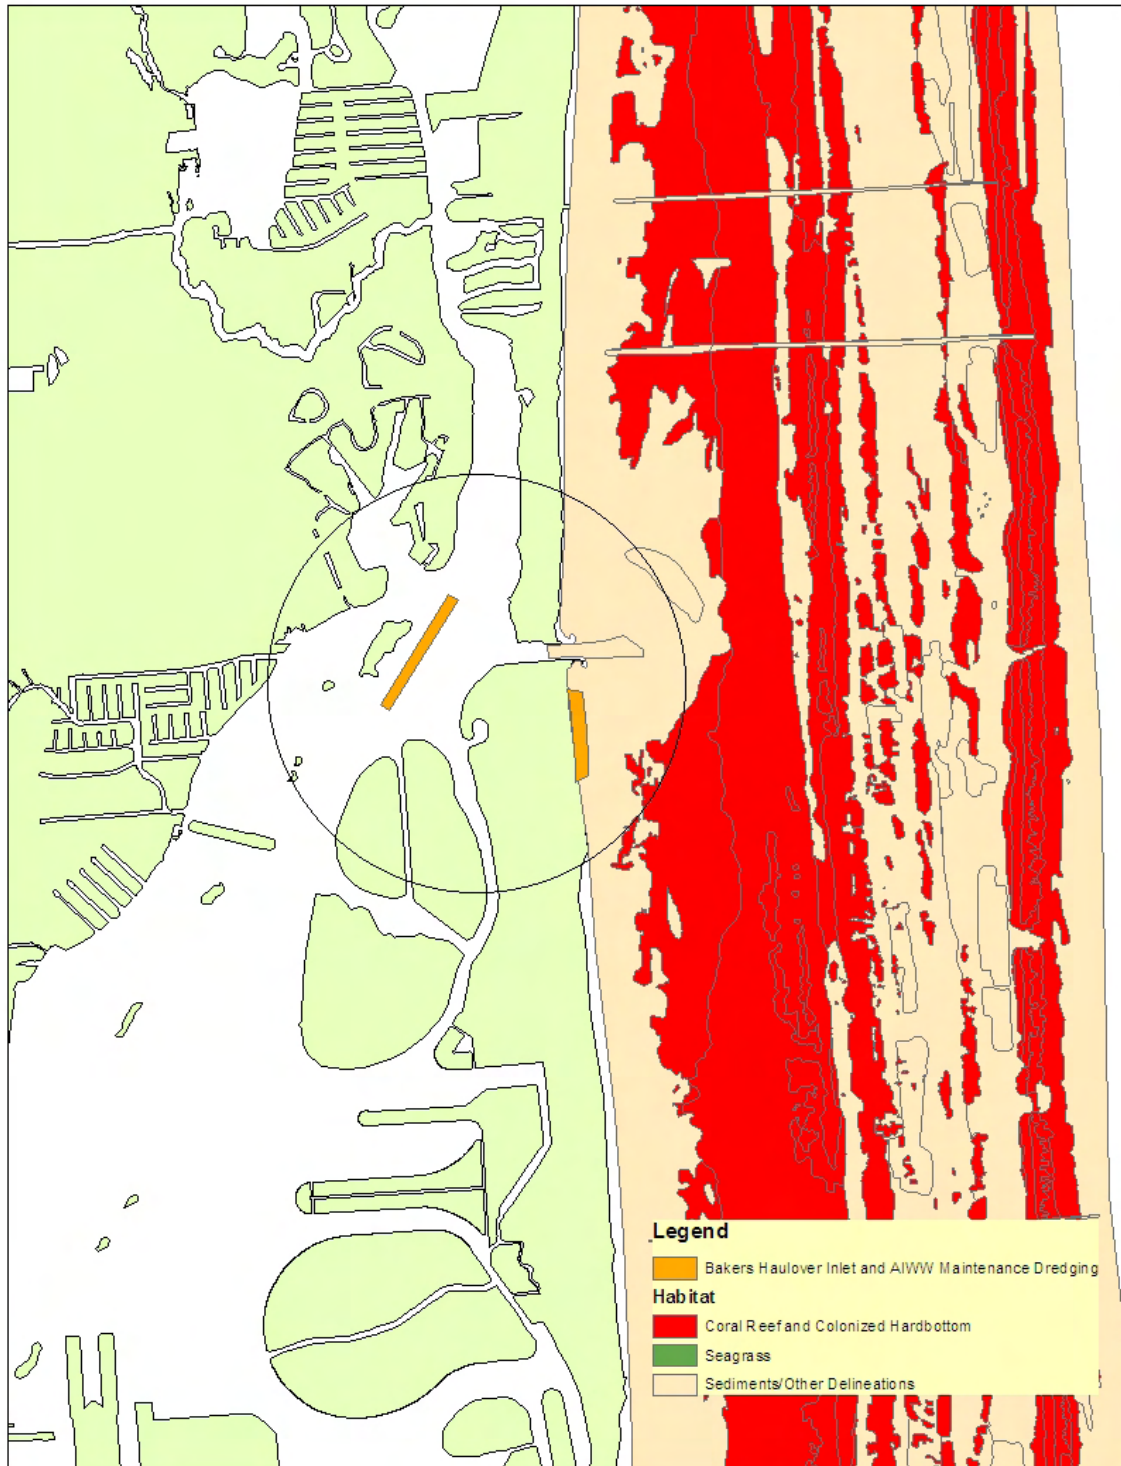 Legend
Bakers Haulover Inlet and AIWW Maintenance Dredging
Habitat
Coral Reef and Colonized Hardbottom
Seagrass
Sediments/Other Delineations